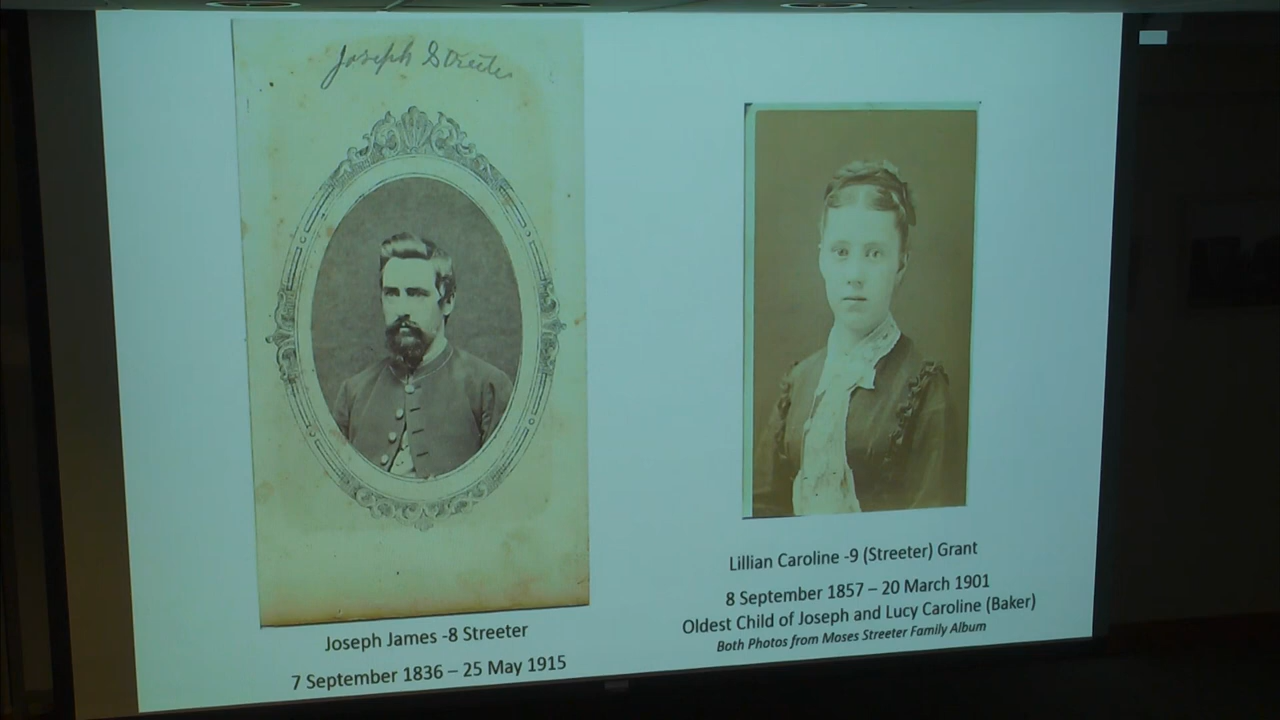 Joseph Streeter
Joseph James -8 Streeter
7 September 1836 – 25 May 1915
Lillian Caroline -9 (Streeter) Grant
8 September 1857 – 20 March 1901
Oldest Child of Joseph and Lucy Caroline (Baker)
Both Photos from Moses Streeter Family Album